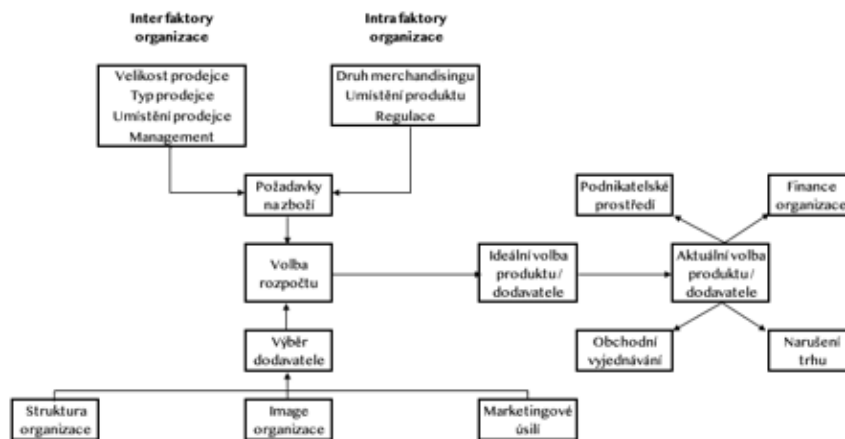 Inter faktory
organizace
Intra faktory
organizace
Velikost prodejce
Typ prodejce
Umístění prodejce
Management
Druh merchandisingu
Umístění produktu
Regulace
Požadavky
na zboží
Podnikatelské
prostředí
Finance
organizace
Volba
rozpočtu
Ideální volba
produktu /
dodavatele
Aktuální volba
produktu /
dodavatele
Výběr
dodavatele
Obchodní
vyjednávání
Narušení
trhu
Struktura
organizace
Image
organizace
Marketingové
úsilí